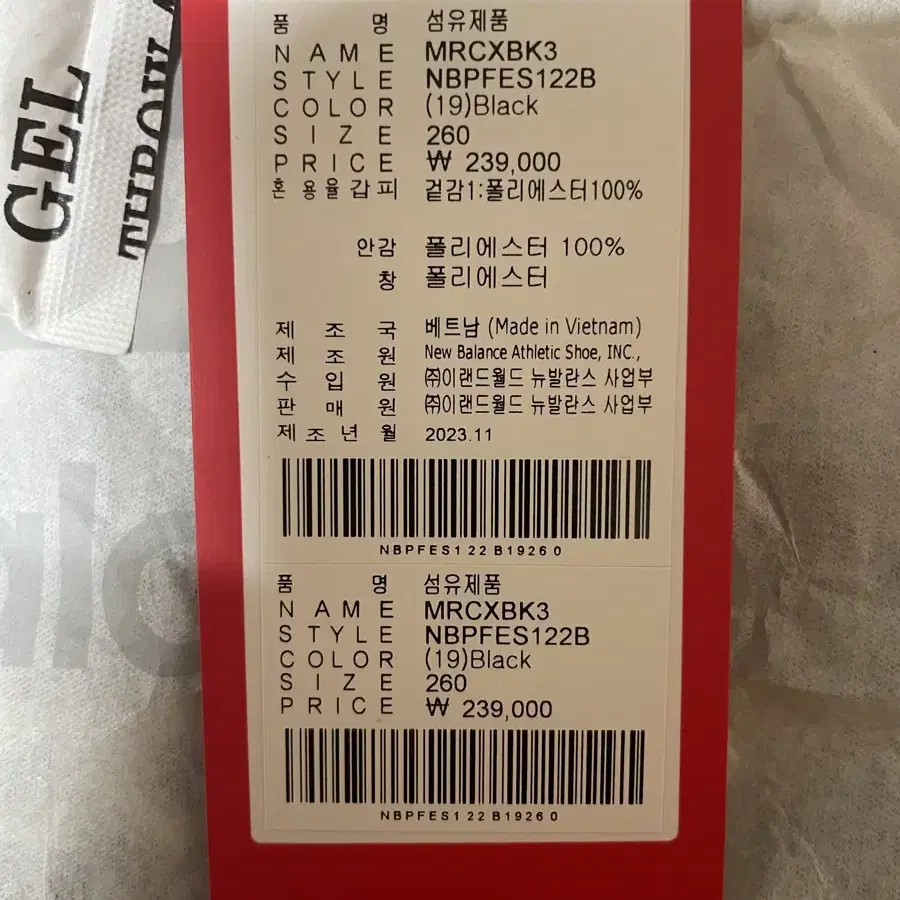 GEL
품 명 섬유제품
NAME MRCXBK3
STYLE NBPFES122B
COLOR (19)Black
SIZE 260
PRICE ₩ 239,000
혼용율갑피 겉감1:폴리에스터100%
안감 폴리에스터 100%
창 폴리에스터
제조국 베트남 (Made in Vietnam)
제조원 New Balance Athletic Shoe, INC.,
수입원 ㈜이랜드월드 뉴발란스 사업부
판매원 ㈜이랜드월드 뉴발란스 사업부
제조년월 2023.11
NBPFES122B19260
품 명 섬유제품
NAME MRCXBK3
STYLE NBPFES122B
COLOR (19)Black
SIZE 260
PRICE ₩ 239,000
NBPFES122B19260